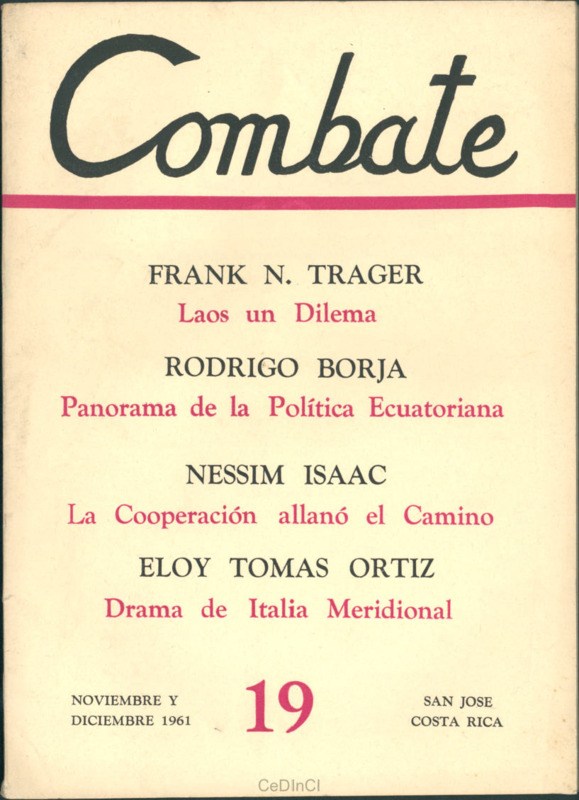 Combate
FRANK N. TRAGER
Laos un Dilema
RODRIGO BORJA
Panorama de la Política Ecuatoriana
NESSIM ISAAC
La Cooperación allanó el Camino
ELOY TOMAS ORTIZ
Drama de Italia Meridional
NOVIEMBRE Y
DICIEMBRE 1961
19
SAN JOSE
COSTA RICA
CeDInCI